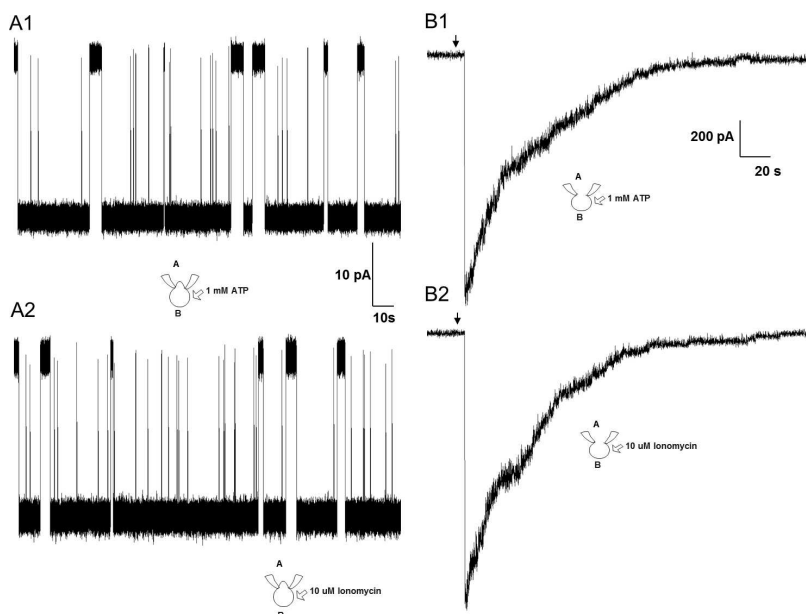 A1
A
1 mM ATP
B
10 pA
10s
A2
A
10 uM Ionomycin
B
B1
200 pA
20 s
A
1 mM ATP
B
B2
A
10 uM Ionomycin
B